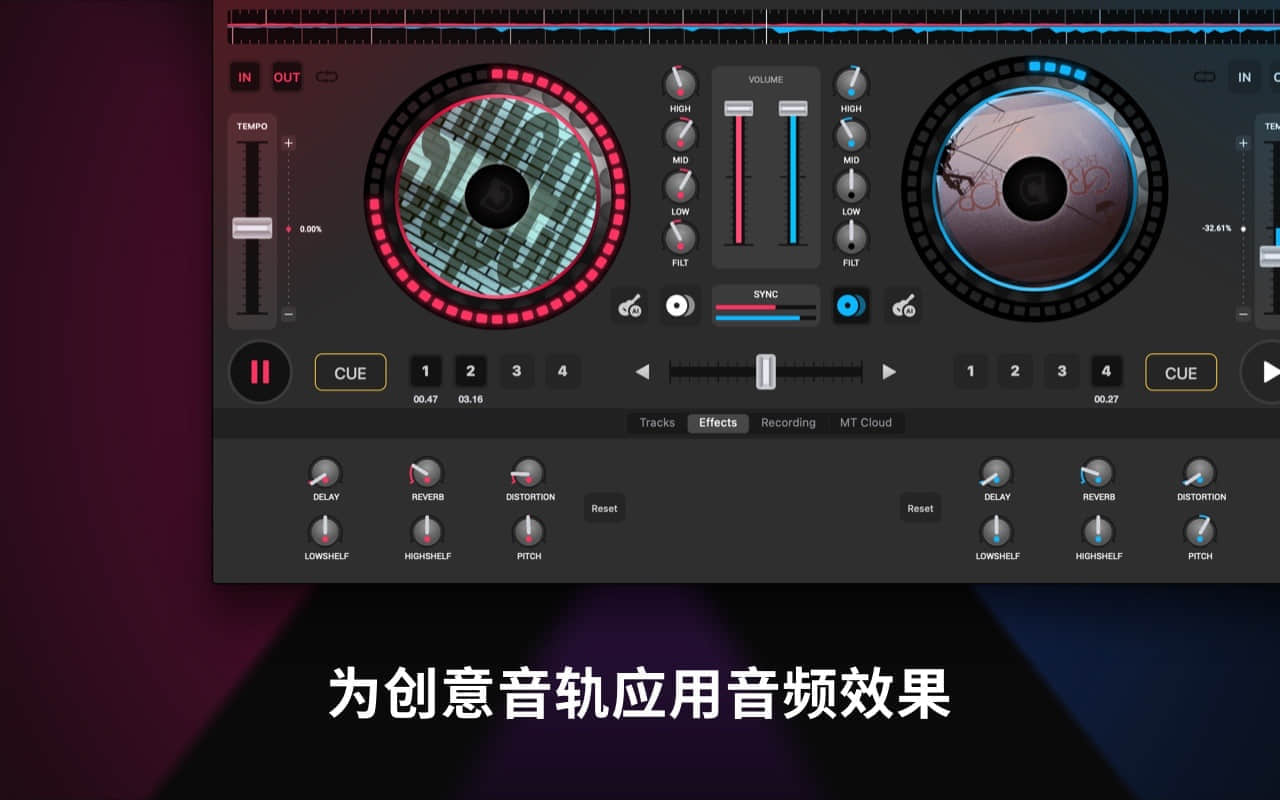 IN OUT
IN
TEMPO
0.00%
HIGH
MID
LOW
FILT
VOLUME
SYNC
HIGH
MID
LOW
FILT
-32.61%
AI
AI
CUE
1 2 3 4
00.47 03.16
1 2 3 4
00.27
CUE
Tracks Effects Recording MT Cloud
DELAY REVERB DISTORTION
LOWSHELF HIGHSHELF PITCH
Reset
Reset
DELAY REVERB DISTORTION
LOWSHELF HIGHSHELF PITCH
为创意音轨应用音频效果